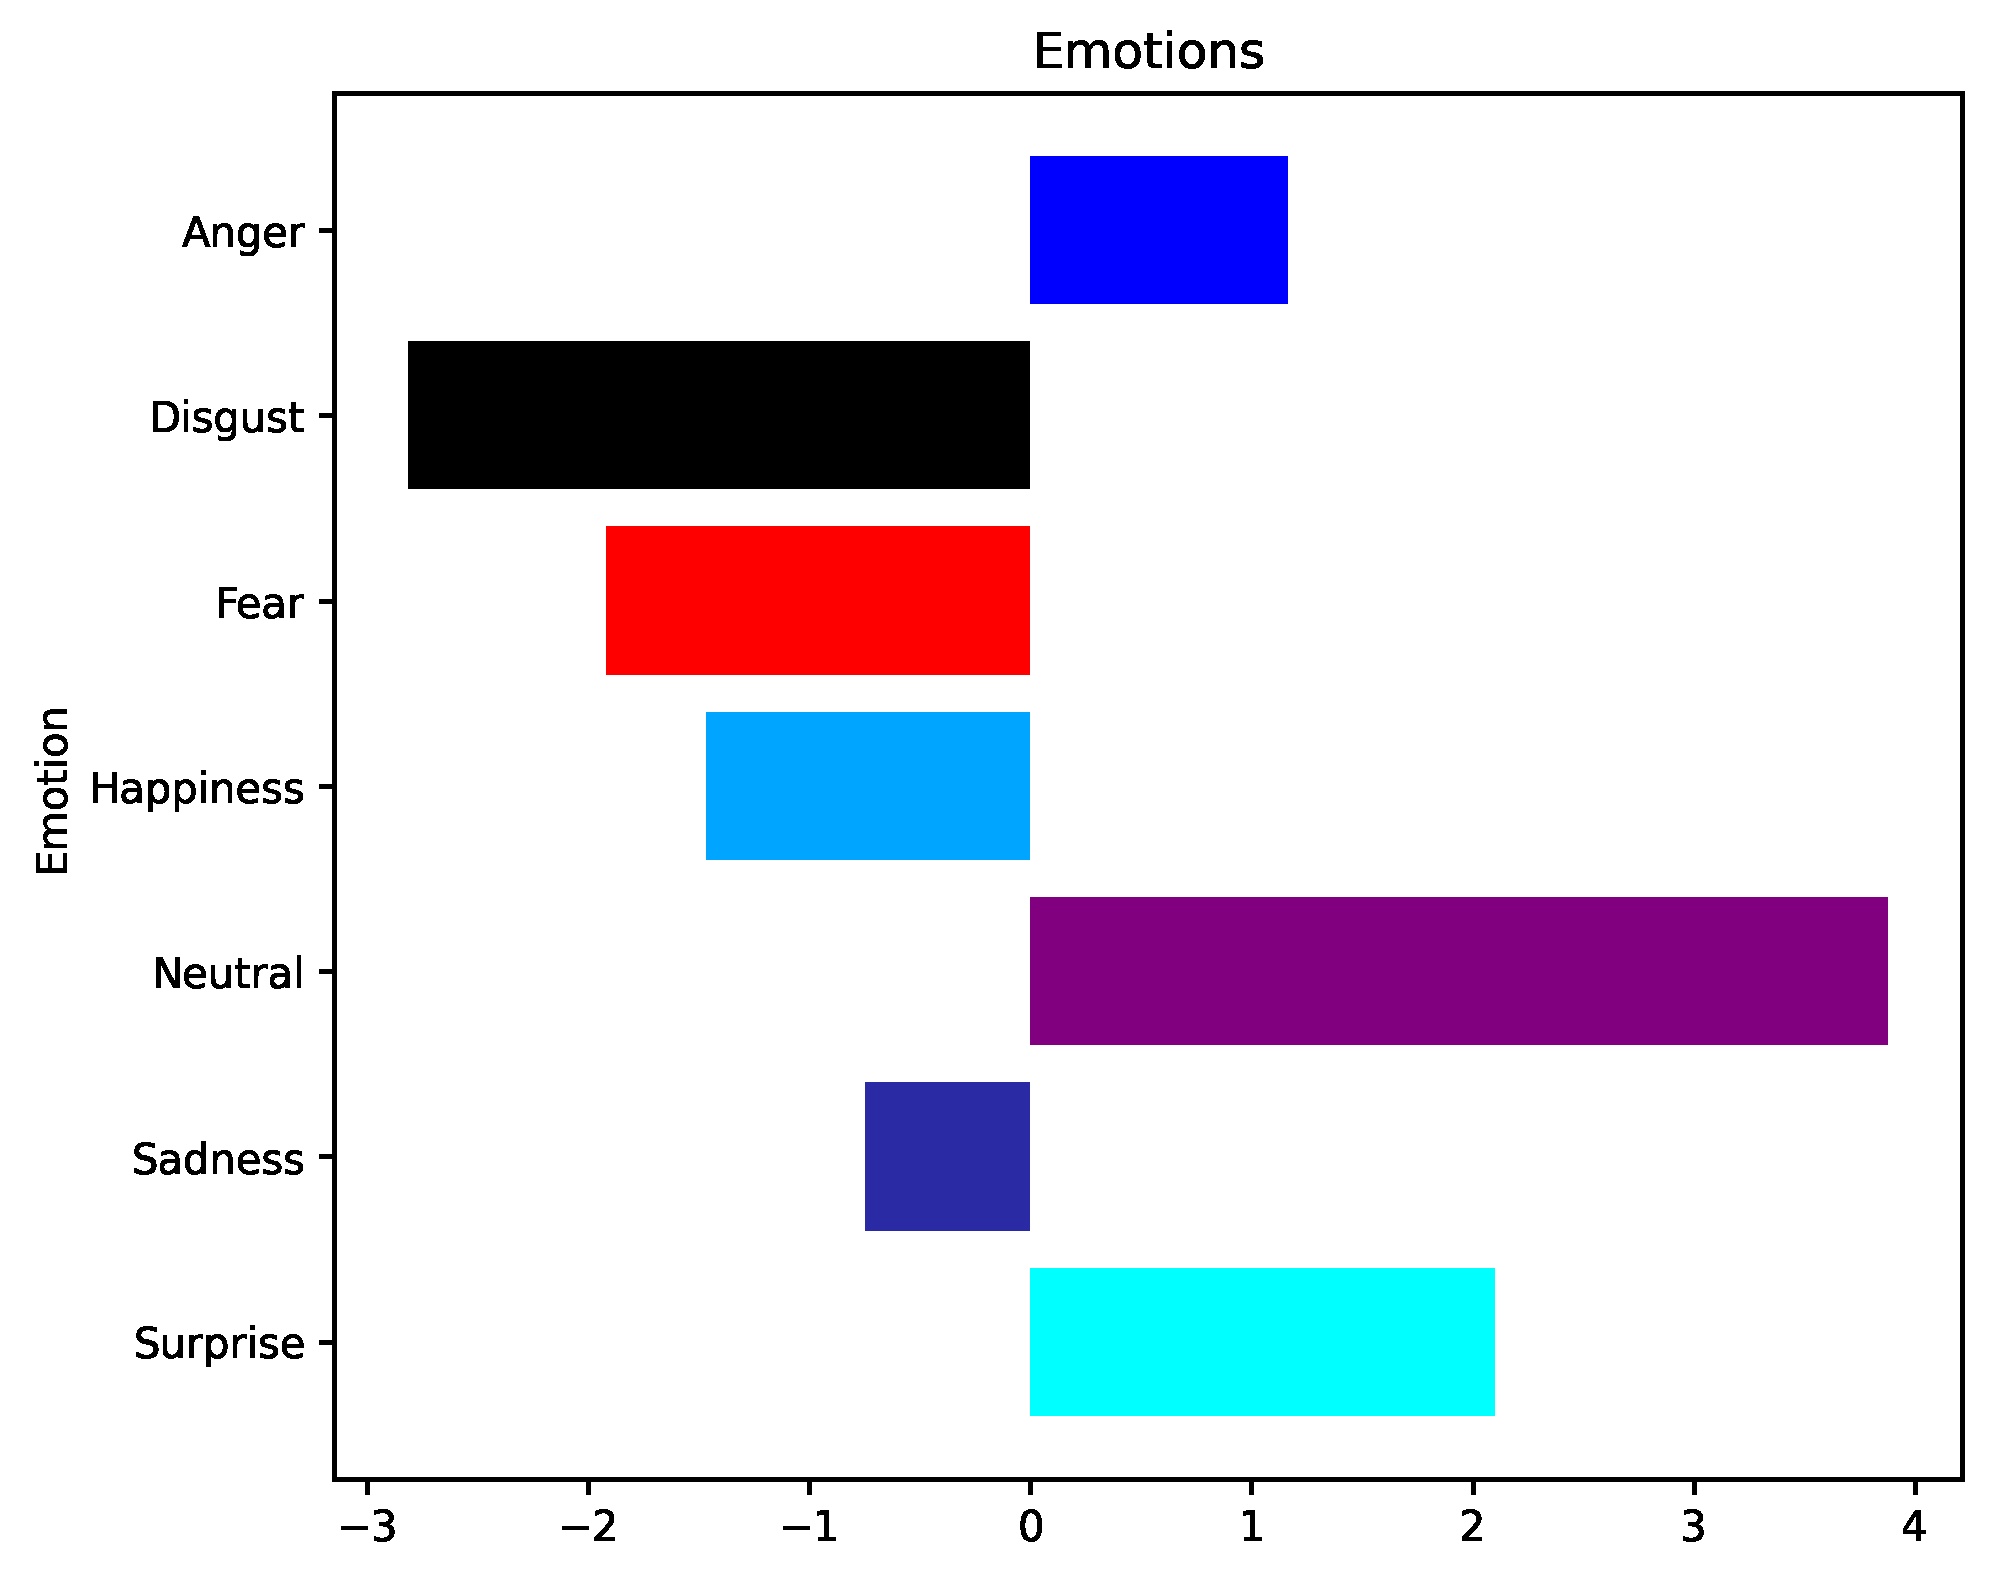 Emotions
Emotion
Anger
Disgust
Fear
Happiness
Neutral
Sadness
Surprise
−3 −2 −1 0 1 2 3 4